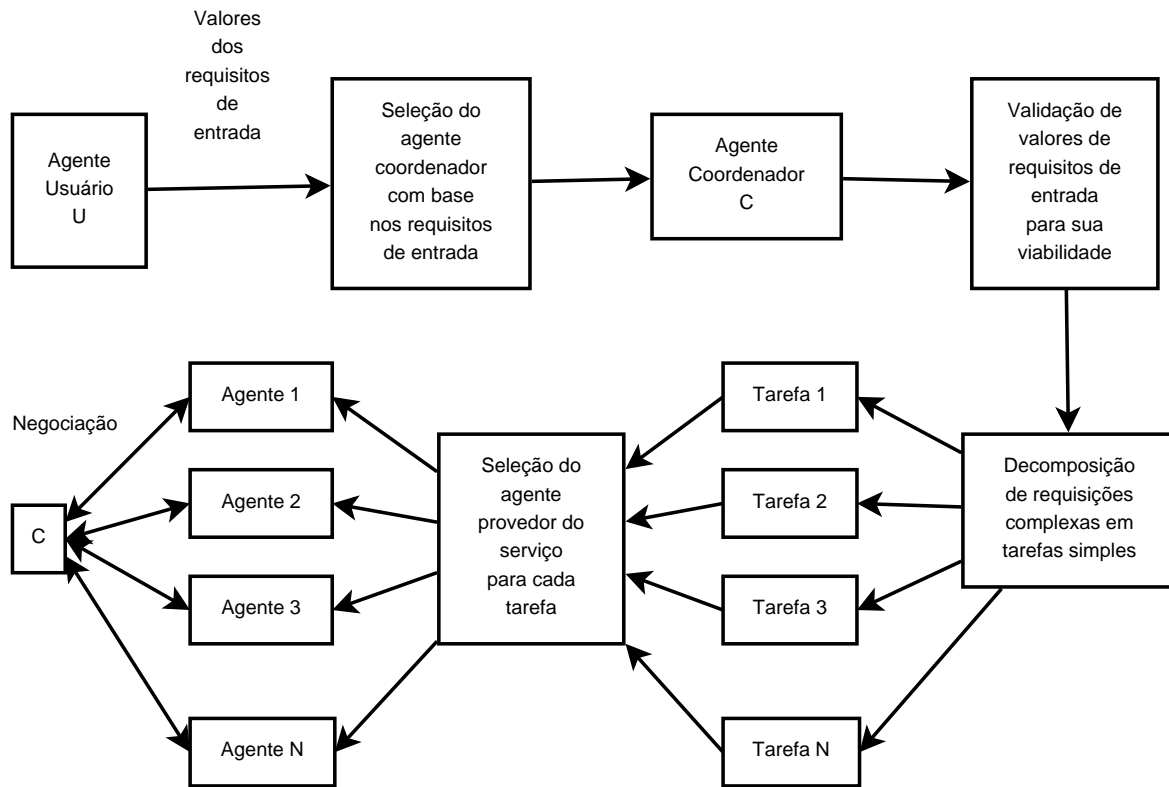 Valores
dos
requisitos
de
entrada
Agente
Usuário
U
Seleção do
agente
coordenador
com base
nos requisitos
de entrada
Agente
Coordenador
C
Validação de
valores de
requisitos de
entrada
para sua
viabilidade
Negociação
C
Agente 1
Agente 2
Agente 3
Agente N
Seleção do
agente
provedor do
serviço
para cada
tarefa
Tarefa 1
Tarefa 2
Tarefa 3
Tarefa N
Decomposição
de requisições
complexas em
tarefas simples